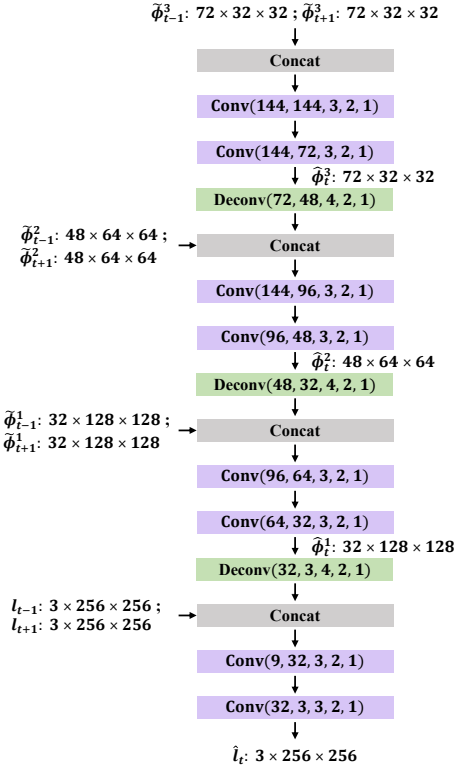 ϕ̃³ₜ₋₁: 72 × 32 × 32 ; ϕ̃³ₜ₊₁: 72 × 32 × 32
Concat
Conv(144, 144, 3, 2, 1)
Conv(144, 72, 3, 2, 1)
ϕ̂³ₜ: 72 × 32 × 32
Deconv(72, 48, 4, 2, 1)
ϕ̃²ₜ₋₁: 48 × 64 × 64 ;
ϕ̃²ₜ₊₁: 48 × 64 × 64
Concat
Conv(144, 96, 3, 2, 1)
Conv(96, 48, 3, 2, 1)
ϕ̂²ₜ: 48 × 64 × 64
Deconv(48, 32, 4, 2, 1)
ϕ̃¹ₜ₋₁: 32 × 128 × 128 ;
ϕ̃¹ₜ₊₁: 32 × 128 × 128
Concat
Conv(96, 64, 3, 2, 1)
Conv(64, 32, 3, 2, 1)
ϕ̂¹ₜ: 32 × 128 × 128
Deconv(32, 3, 4, 2, 1)
lₜ₋₁: 3 × 256 × 256 ;
lₜ₊₁: 3 × 256 × 256
Concat
Conv(9, 32, 3, 2, 1)
Conv(32, 3, 3, 2, 1)
l̂ₜ: 3 × 256 × 256